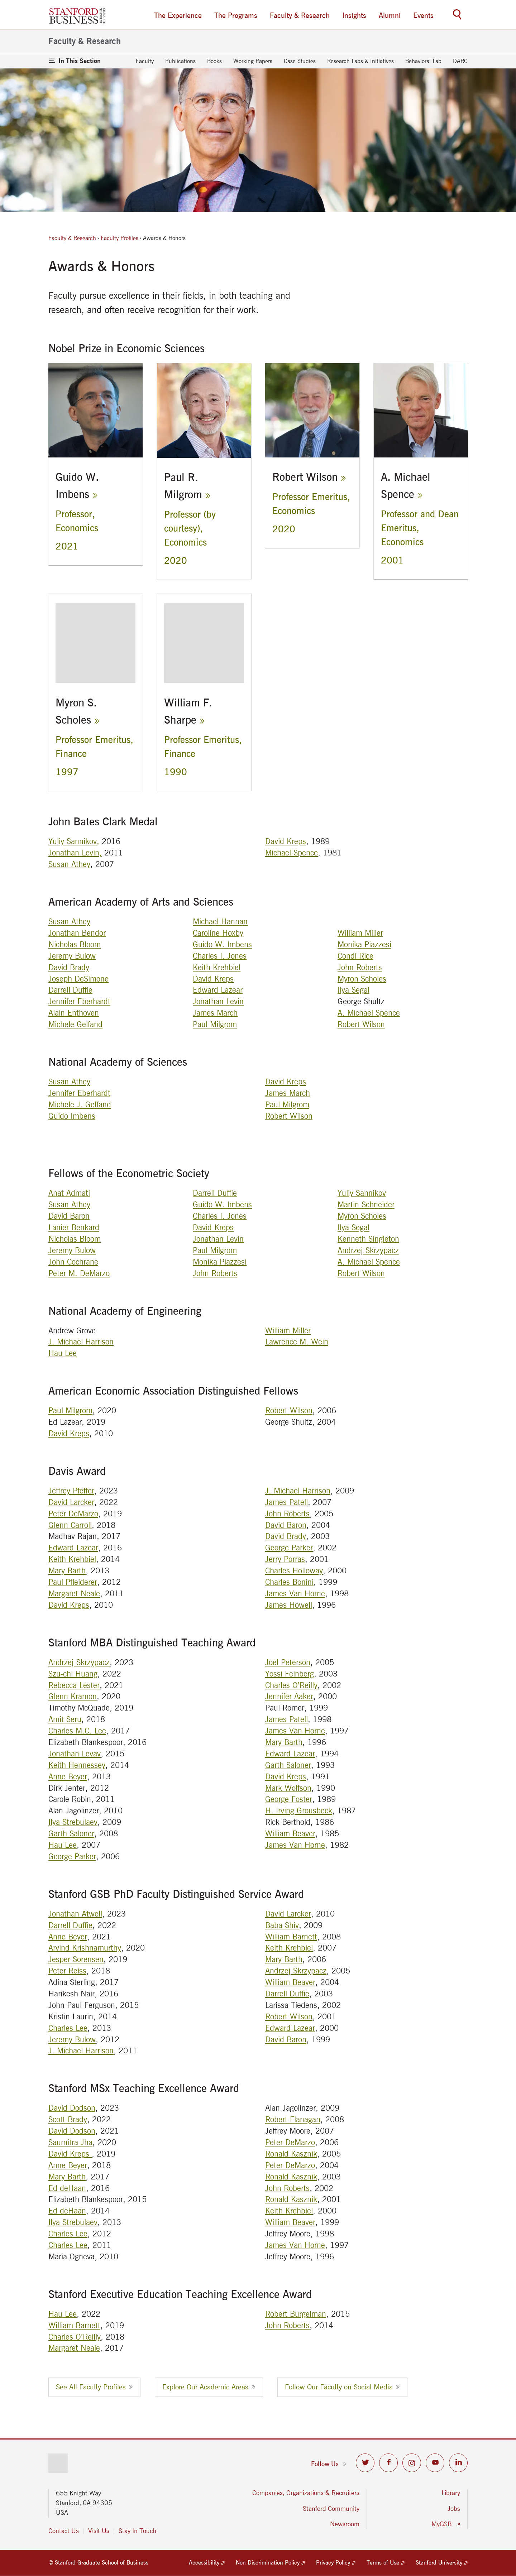 STANFORD
BUSINESS
The Experience
The Programs
Faculty & Research
Insights
Alumni
Events
Faculty & Research
In This Section
Faculty
Publications
Books
Working Papers
Case Studies
Research Labs & Initiatives
Behavioral Lab
DARC
Faculty & Research › Faculty Profiles › Awards & Honors
Awards & Honors
Faculty pursue excellence in their fields, in both teaching and
research, and often receive recognition for their work.
Nobel Prize in Economic Sciences
Guido W.
Imbens »
Professor,
Economics
2021
Paul R.
Milgrom »
Professor (by
courtesy),
Economics
2020
Robert Wilson »
Professor Emeritus,
Economics
2020
A. Michael
Spence »
Professor and Dean
Emeritus,
Economics
2001
Myron S.
Scholes »
Professor Emeritus,
Finance
1997
William F.
Sharpe »
Professor Emeritus,
Finance
1990
John Bates Clark Medal
Yuliy Sannikov, 2016
Jonathan Levin, 2011
Susan Athey, 2007
David Kreps, 1989
Michael Spence, 1981
American Academy of Arts and Sciences
Susan Athey
Jonathan Bendor
Nicholas Bloom
Jeremy Bulow
David Brady
Joseph DeSimone
Darrell Duffie
Jennifer Eberhardt
Alain Enthoven
Michele Gelfand
Michael Hannan
Caroline Hoxby
Guido W. Imbens
Charles I. Jones
Keith Krehbiel
David Kreps
Edward Lazear
Jonathan Levin
James March
Paul Milgrom
William Miller
Monika Piazzesi
Condi Rice
John Roberts
Myron Scholes
Ilya Segal
George Shultz
A. Michael Spence
Robert Wilson
National Academy of Sciences
Susan Athey
Jennifer Eberhardt
Michele J. Gelfand
Guido Imbens
David Kreps
James March
Paul Milgrom
Robert Wilson
Fellows of the Econometric Society
Anat Admati
Susan Athey
David Baron
Lanier Benkard
Nicholas Bloom
Jeremy Bulow
John Cochrane
Peter M. DeMarzo
Darrell Duffie
Guido W. Imbens
Charles I. Jones
David Kreps
Jonathan Levin
Paul Milgrom
Monika Piazzesi
John Roberts
Yuliy Sannikov
Martin Schneider
Myron Scholes
Ilya Segal
Kenneth Singleton
Andrzej Skrzypacz
A. Michael Spence
Robert Wilson
National Academy of Engineering
Andrew Grove
J. Michael Harrison
Hau Lee
William Miller
Lawrence M. Wein
American Economic Association Distinguished Fellows
Paul Milgrom, 2020
Ed Lazear, 2019
David Kreps, 2010
Robert Wilson, 2006
George Shultz, 2004
Davis Award
Jeffrey Pfeffer, 2023
David Larcker, 2022
Peter DeMarzo, 2019
Glenn Carroll, 2018
Madhav Rajan, 2017
Edward Lazear, 2016
Keith Krehbiel, 2014
Mary Barth, 2013
Paul Pfleiderer, 2012
Margaret Neale, 2011
David Kreps, 2010
J. Michael Harrison, 2009
James Patell, 2007
John Roberts, 2005
David Baron, 2004
David Brady, 2003
George Parker, 2002
Jerry Porras, 2001
Charles Holloway, 2000
Charles Bonini, 1999
James Van Horne, 1998
James Howell, 1996
Stanford MBA Distinguished Teaching Award
Andrzej Skrzypacz, 2023
Szu-chi Huang, 2022
Rebecca Lester, 2021
Glenn Kramon, 2020
Timothy McQuade, 2019
Amit Seru, 2018
Charles M.C. Lee, 2017
Elizabeth Blankespoor, 2016
Jonathan Levav, 2015
Keith Hennessey, 2014
Anne Beyer, 2013
Dirk Jenter, 2012
Carole Robin, 2011
Alan Jagolinzer, 2010
Ilya Strebulaev, 2009
Garth Saloner, 2008
Hau Lee, 2007
George Parker, 2006
Joel Peterson, 2005
Yossi Feinberg, 2003
Charles O'Reilly, 2002
Jennifer Aaker, 2000
Paul Romer, 1999
James Patell, 1998
James Van Horne, 1997
Mary Barth, 1996
Edward Lazear, 1994
Garth Saloner, 1993
David Kreps, 1991
Mark Wolfson, 1990
George Foster, 1989
H. Irving Grousbeck, 1987
Rick Berthold, 1986
William Beaver, 1985
James Van Horne, 1982
Stanford GSB PhD Faculty Distinguished Service Award
Jonathan Atwell, 2023
Darrell Duffie, 2022
Anne Beyer, 2021
Arvind Krishnamurthy, 2020
Jesper Sorensen, 2019
Peter Reiss, 2018
Adina Sterling, 2017
Harikesh Nair, 2016
John-Paul Ferguson, 2015
Kristin Laurin, 2014
Charles Lee, 2013
Jeremy Bulow, 2012
J. Michael Harrison, 2011
David Larcker, 2010
Baba Shiv, 2009
William Barnett, 2008
Keith Krehbiel, 2007
Mary Barth, 2006
Andrzej Skrzypacz, 2005
William Beaver, 2004
Darrell Duffie, 2003
Larissa Tiedens, 2002
Robert Wilson, 2001
Edward Lazear, 2000
David Baron, 1999
Stanford MSx Teaching Excellence Award
David Dodson, 2023
Scott Brady, 2022
David Dodson, 2021
Saumitra Jha, 2020
David Kreps , 2019
Anne Beyer, 2018
Mary Barth, 2017
Ed deHaan, 2016
Elizabeth Blankespoor, 2015
Ed deHaan, 2014
Ilya Strebulaev, 2013
Charles Lee, 2012
Charles Lee, 2011
Maria Ogneva, 2010
Alan Jagolinzer, 2009
Robert Flanagan, 2008
Jeffrey Moore, 2007
Peter DeMarzo, 2006
Ronald Kasznik, 2005
Peter DeMarzo, 2004
Ronald Kasznik, 2003
John Roberts, 2002
Ronald Kasznik, 2001
Keith Krehbiel, 2000
William Beaver, 1999
Jeffrey Moore, 1998
James Van Horne, 1997
Jeffrey Moore, 1996
Stanford Executive Education Teaching Excellence Award
Hau Lee, 2022
William Barnett, 2019
Charles O'Reilly, 2018
Margaret Neale, 2017
Robert Burgelman, 2015
John Roberts, 2014
See All Faculty Profiles »
Explore Our Academic Areas »
Follow Our Faculty on Social Media »
Follow Us »
655 Knight Way
Stanford, CA 94305
USA
Contact Us
Visit Us
Stay In Touch
Companies, Organizations & Recruiters
Stanford Community
Newsroom
Library
Jobs
MyGSB
© Stanford Graduate School of Business
Accessibility
Non-Discrimination Policy
Privacy Policy
Terms of Use
Stanford University